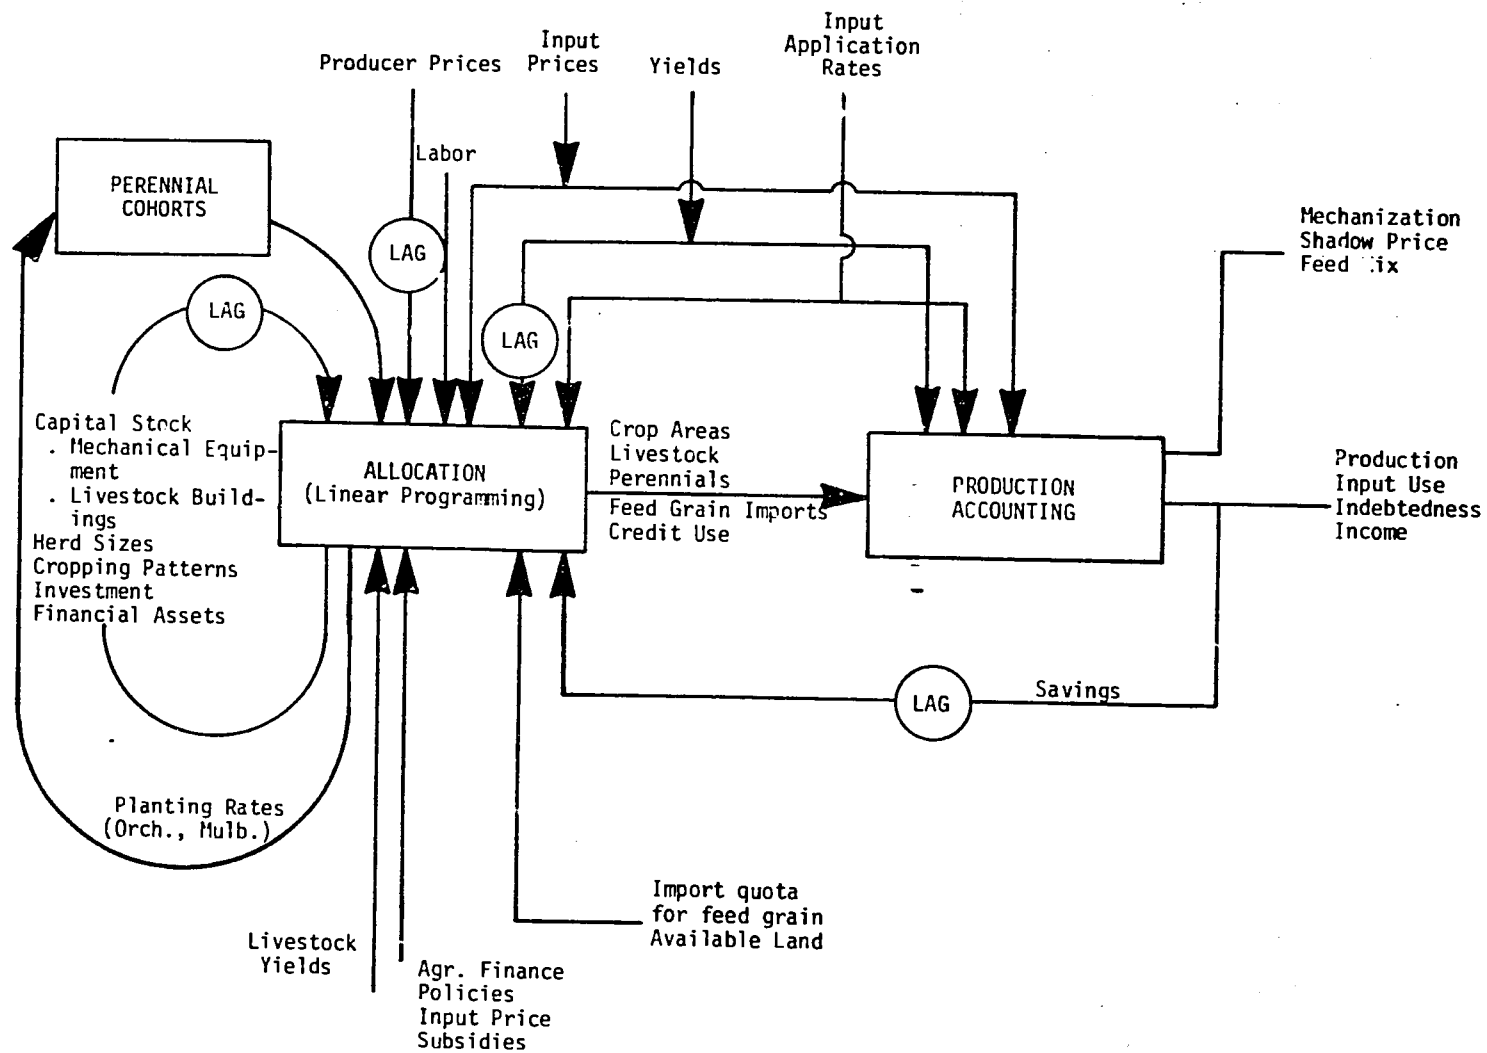 Input
Application
Rates
Input
Prices
Producer Prices
Yields
Labor
PERENNIAL
COHORTS
LAG
LAG
LAG
Mechanization
Shadow Price
Feed
Capital Stock
. Mechanical Equip-
ment
. Livestock Build-
ings
Herd Sizes
Cropping Patterns
Investment
Financial Assets
ALLOCATION
(Linear Programming)
Crop Areas
Livestock
Perennials
Feed Grain Imports
Credit Use
PRODUCTION
ACCOUNTING
Production
Input Use
Indebtedness
Income
LAG
Savings
Planting Rates
(Orch., Mulb.)
Import quota
for feed grain
Available Land
Livestock
Yields
Agr. Finance
Policies
Input Price
Subsidies